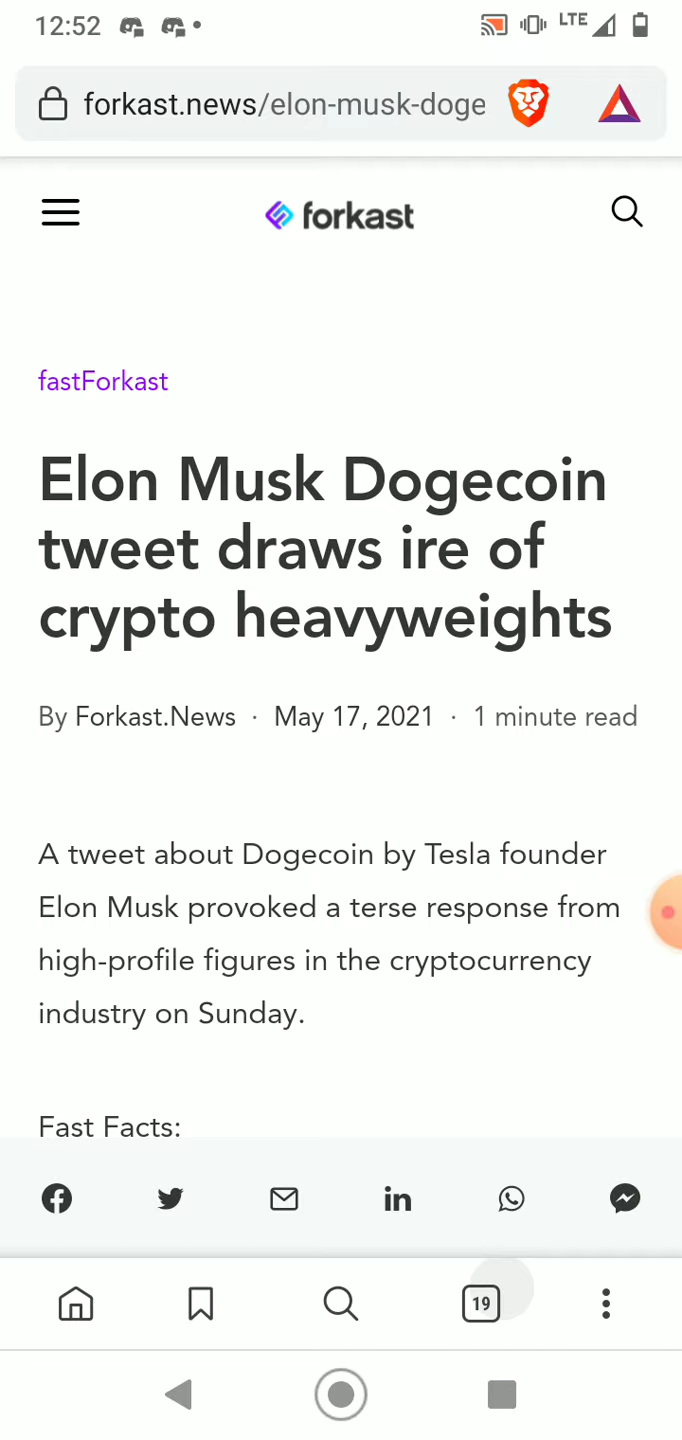 12:52
LTE
forkast.news/elon-musk-doge
forkast
fastForkast
Elon Musk Dogecoin
tweet draws ire of
crypto heavyweights
By Forkast.News · May 17, 2021 · 1 minute read
A tweet about Dogecoin by Tesla founder
Elon Musk provoked a terse response from
high-profile figures in the cryptocurrency
industry on Sunday.
Fast Facts:
19